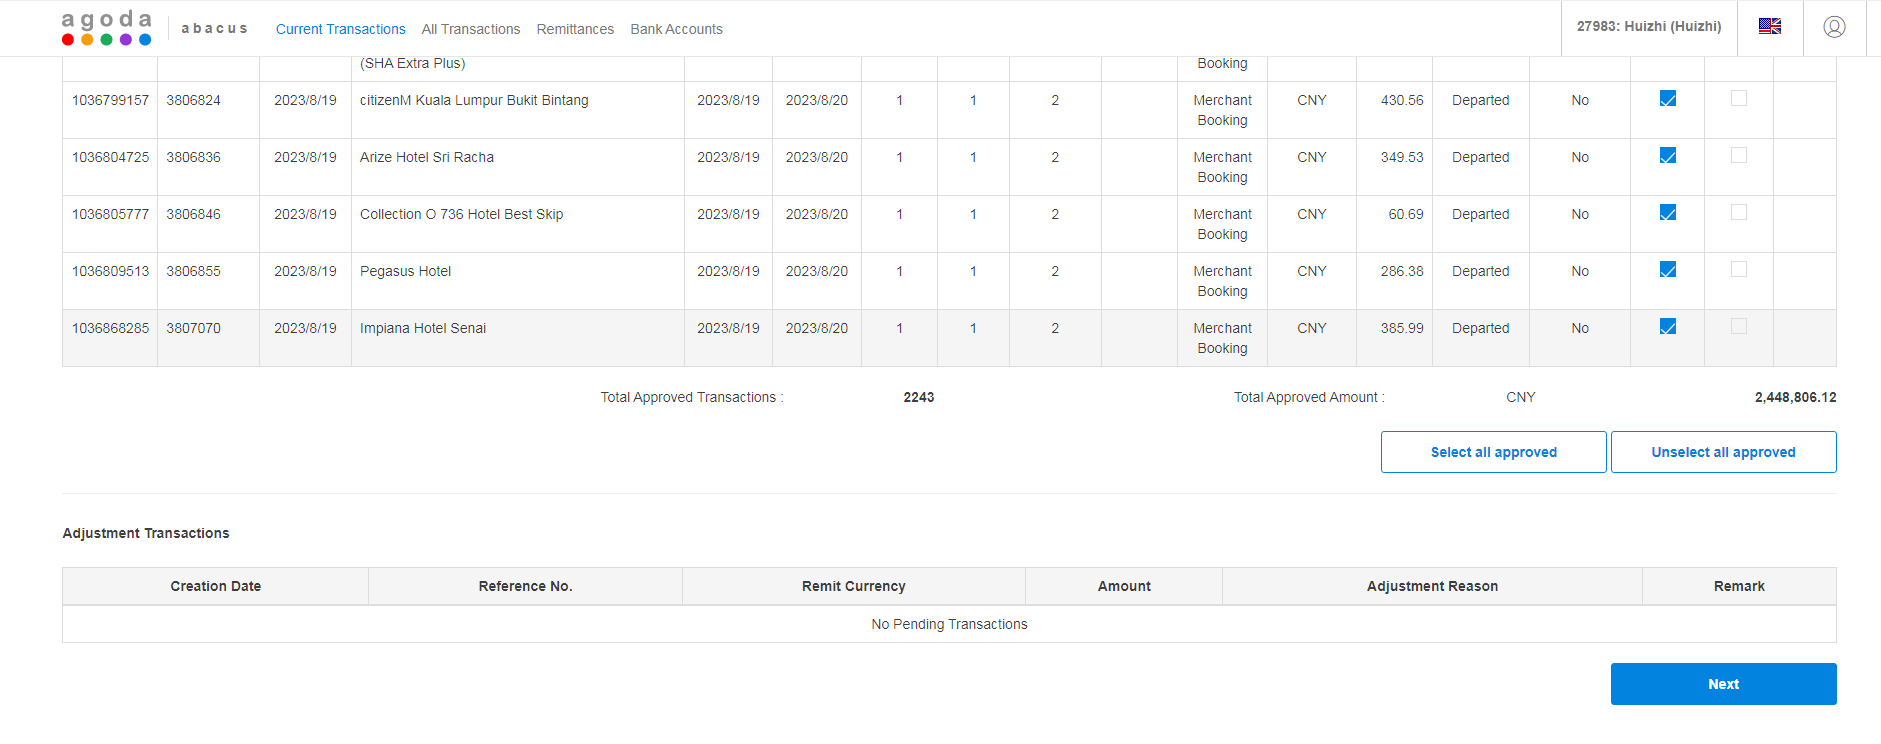 agoda
abacus
Current Transactions All Transactions Remittances Bank Accounts
27983: Huizhi (Huizhi)
(SHA Extra Plus) Booking
1036799157 3806824 2023/8/19 citizenM Kuala Lumpur Bukit Bintang 2023/8/19 2023/8/20 1 1 2 Merchant Booking CNY 430.56 Departed No
1036804725 3806836 2023/8/19 Arize Hotel Sri Racha 2023/8/19 2023/8/20 1 1 2 Merchant Booking CNY 349.53 Departed No
1036805777 3806846 2023/8/19 Collection O 736 Hotel Best Skip 2023/8/19 2023/8/20 1 1 2 Merchant Booking CNY 60.69 Departed No
1036809513 3806855 2023/8/19 Pegasus Hotel 2023/8/19 2023/8/20 1 1 2 Merchant Booking CNY 286.38 Departed No
1036868285 3807070 2023/8/19 Impiana Hotel Senai 2023/8/19 2023/8/20 1 1 2 Merchant Booking CNY 385.99 Departed No
Total Approved Transactions : 2243 Total Approved Amount : CNY 2,448,806.12
Select all approved Unselect all approved
Adjustment Transactions
Creation Date Reference No. Remit Currency Amount Adjustment Reason Remark
No Pending Transactions
Next